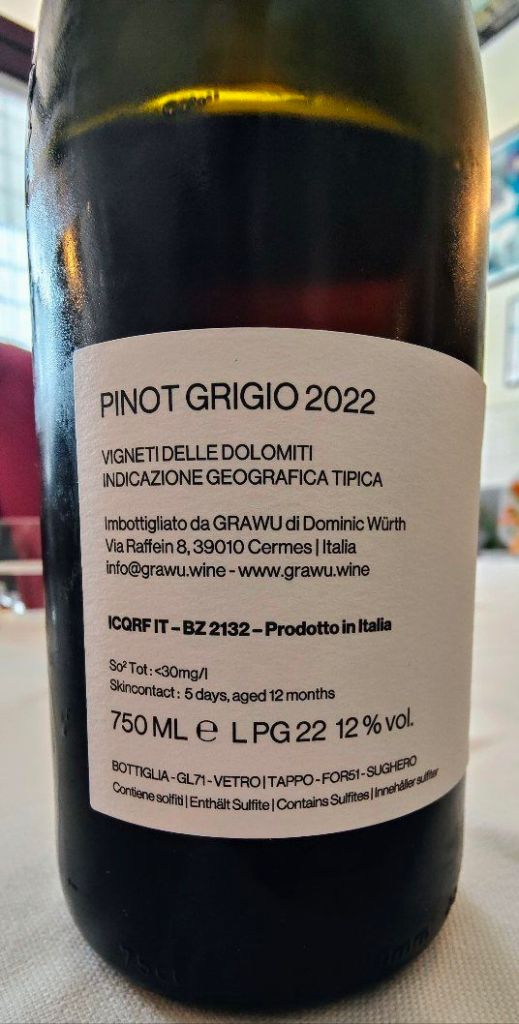 PINOT GRIGIO 2022
VIGNETI DELLE DOLOMITI
INDICAZIONE GEOGRAFICA TIPICA
Imbottigliato da GRAWU di Dominic Würth
Via Raffein 8, 39010 Cermes | Italia
info@grawu.wine - www.grawu.wine
ICQRF IT – BZ 2132 – Prodotto in Italia
So² Tot : <30mg/l
Skincontact : 5 days, aged 12 months
750 ML ℮ L PG 22 12 % vol.
BOTTIGLIA - GL71 - VETRO | TAPPO - FOR51 - SUGHERO
Contiene solfiti | Enthält Sulfite | Contains Sulfites | Innehåller sulfiter
75cl